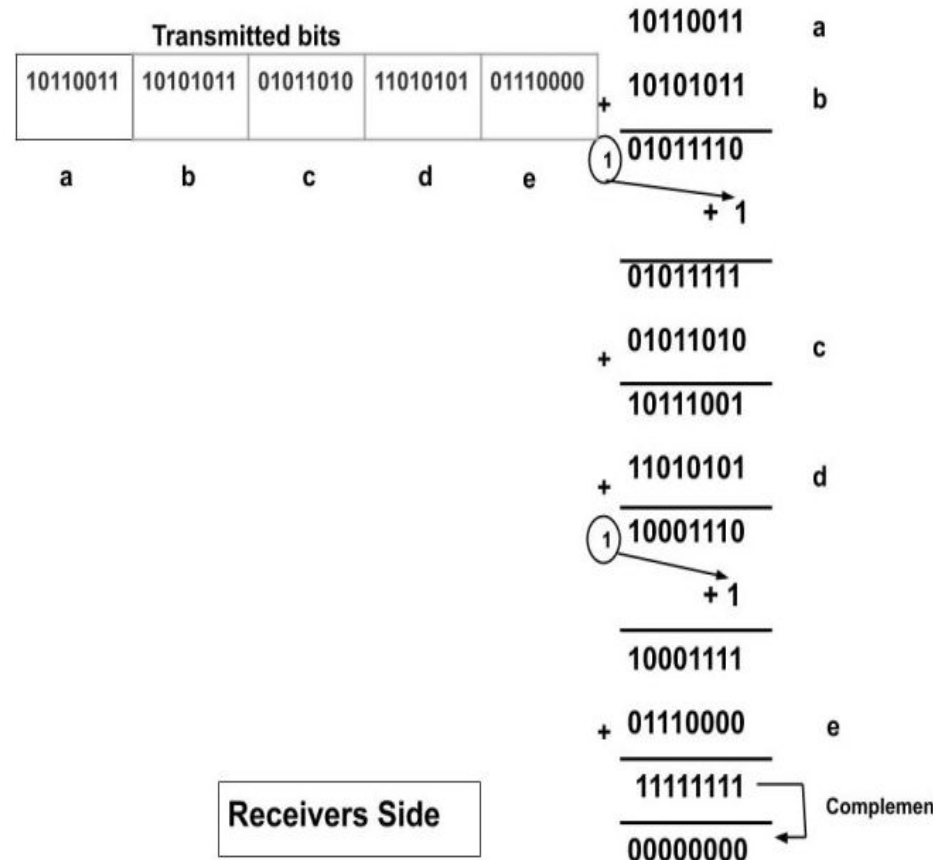 Transmitted bits
10110011 10101011 01011010 11010101 01110000
a b c d e
10110011 a
+ 10101011 b
1 01011110
+ 1
01011111
+ 01011010 c
10111001
+ 11010101 d
1 10001110
+ 1
10001111
+ 01110000 e
11111111
Complemen
00000000
Receivers Side